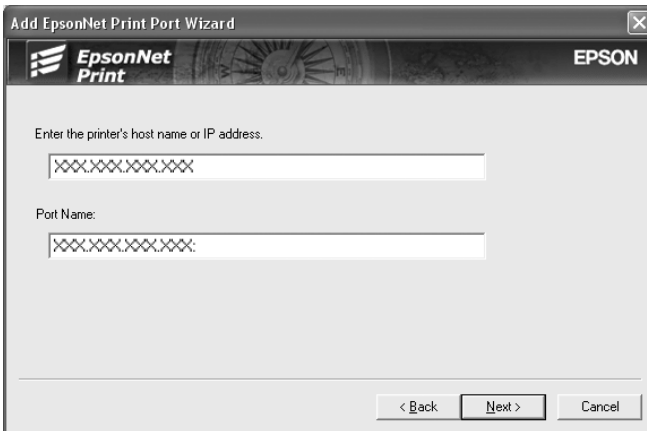 Add EpsonNet Print Port Wizard
EpsonNet
Print
EPSON
Enter the printer's host name or IP address.
XXX.XXX.XXX.XXX
Port Name:
XXX.XXX.XXX.XXX:
< Back
Next >
Cancel